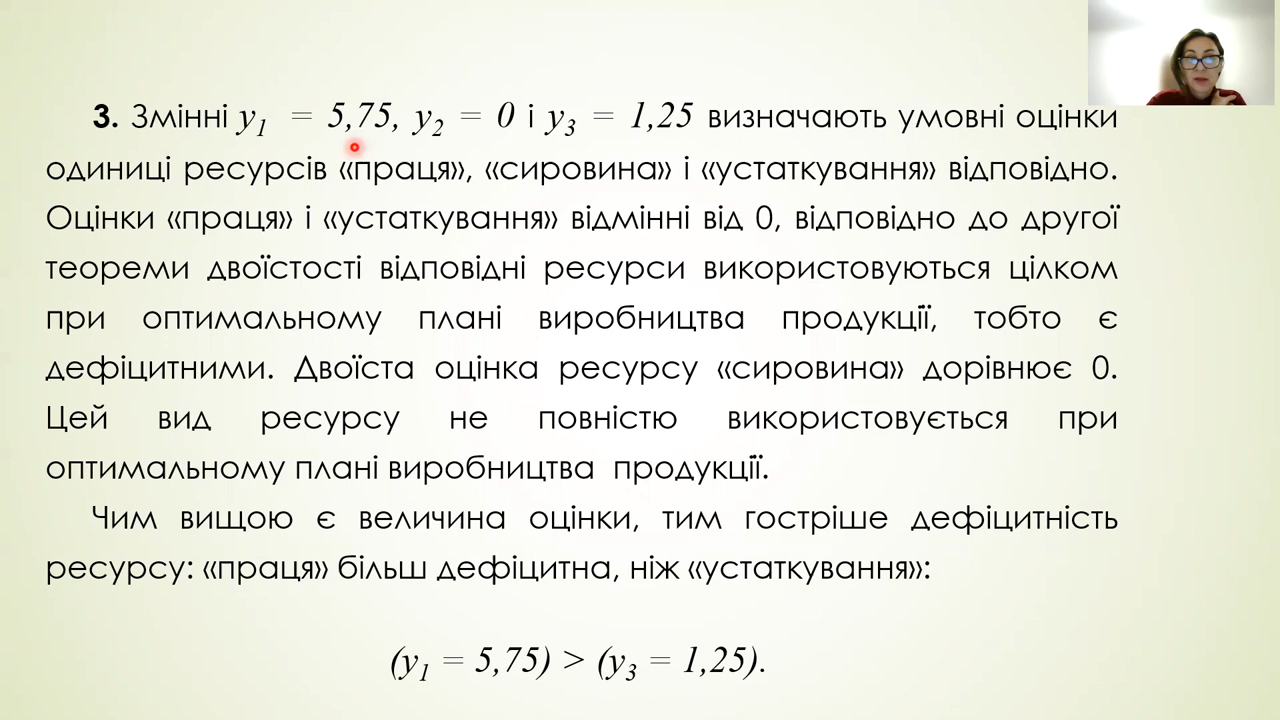 3. Змінні y₁ = 5,75, y₂ = 0 і y₃ = 1,25 визначають умовні оцінки
одиниці ресурсів «праця», «сировина» і «устаткування» відповідно.
Оцінки «праця» і «устаткування» відмінні від 0, відповідно до другої
теореми двоїстості відповідні ресурси використовуються цілком
при оптимальному плані виробництва продукції, тобто є
дефіцитними. Двоїста оцінка ресурсу «сировина» дорівнює 0.
Цей вид ресурсу не повністю використовується при
оптимальному плані виробництва продукції.
Чим вищою є величина оцінки, тим гостріше дефіцитність
ресурсу: «праця» більш дефіцитна, ніж «устаткування»:
(y₁ = 5,75) > (y₃ = 1,25).